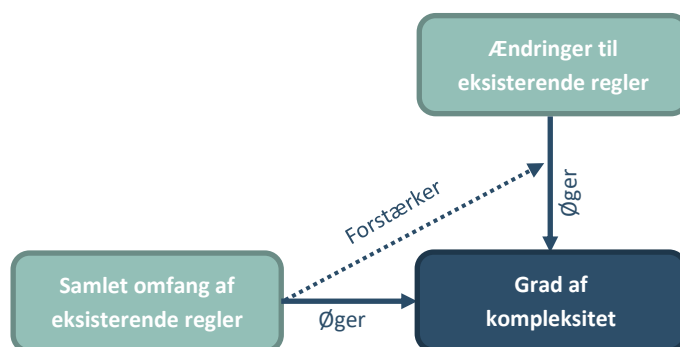 Ændringer til
eksisterende regler
Forstærker
Øger
Samlet omfang af
eksisterende regler
Øger
Grad af
kompleksitet